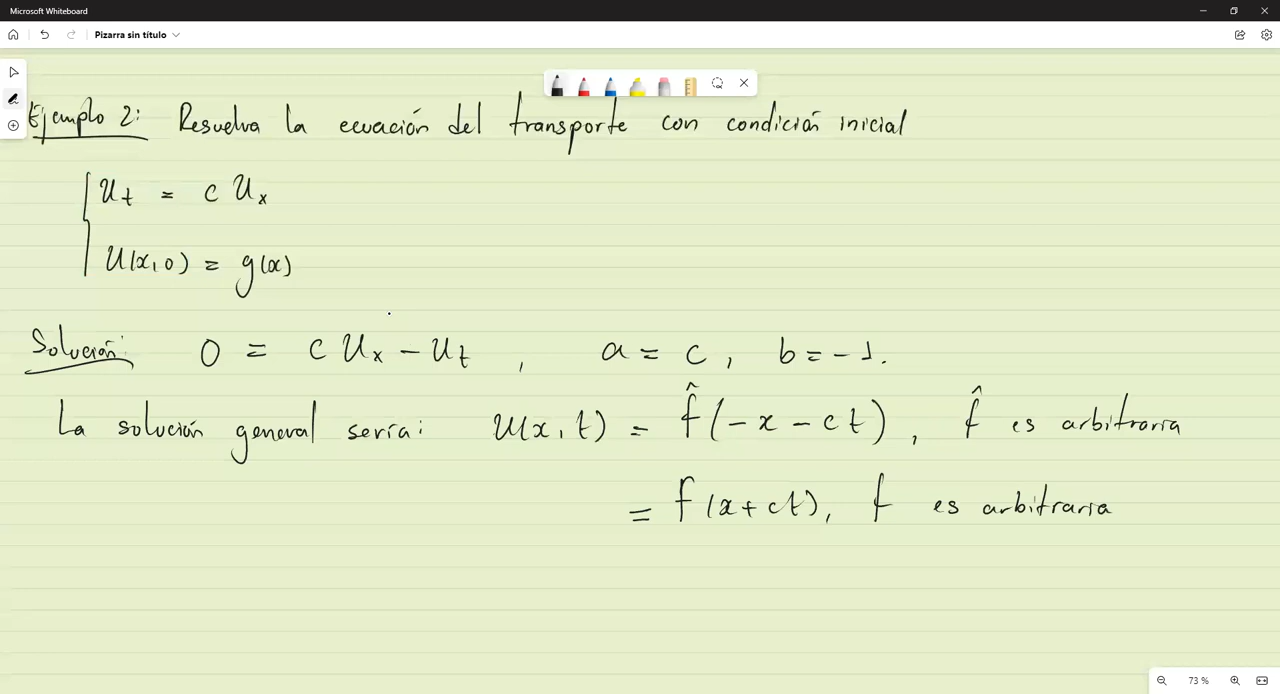 Microsoft Whiteboard
Pizarra sin título
Ejemplo 2: Resuelva la ecuación del transporte con condición inicial
u_t = c u_x
u(x,0) = g(x)
Solución: 0 = c u_x - u_t , a = c , b = -1.
La solución general sería: u(x,t) = f̂(-x-ct), f̂ es arbitraria
= f(x+ct), f es arbitraria
73 %